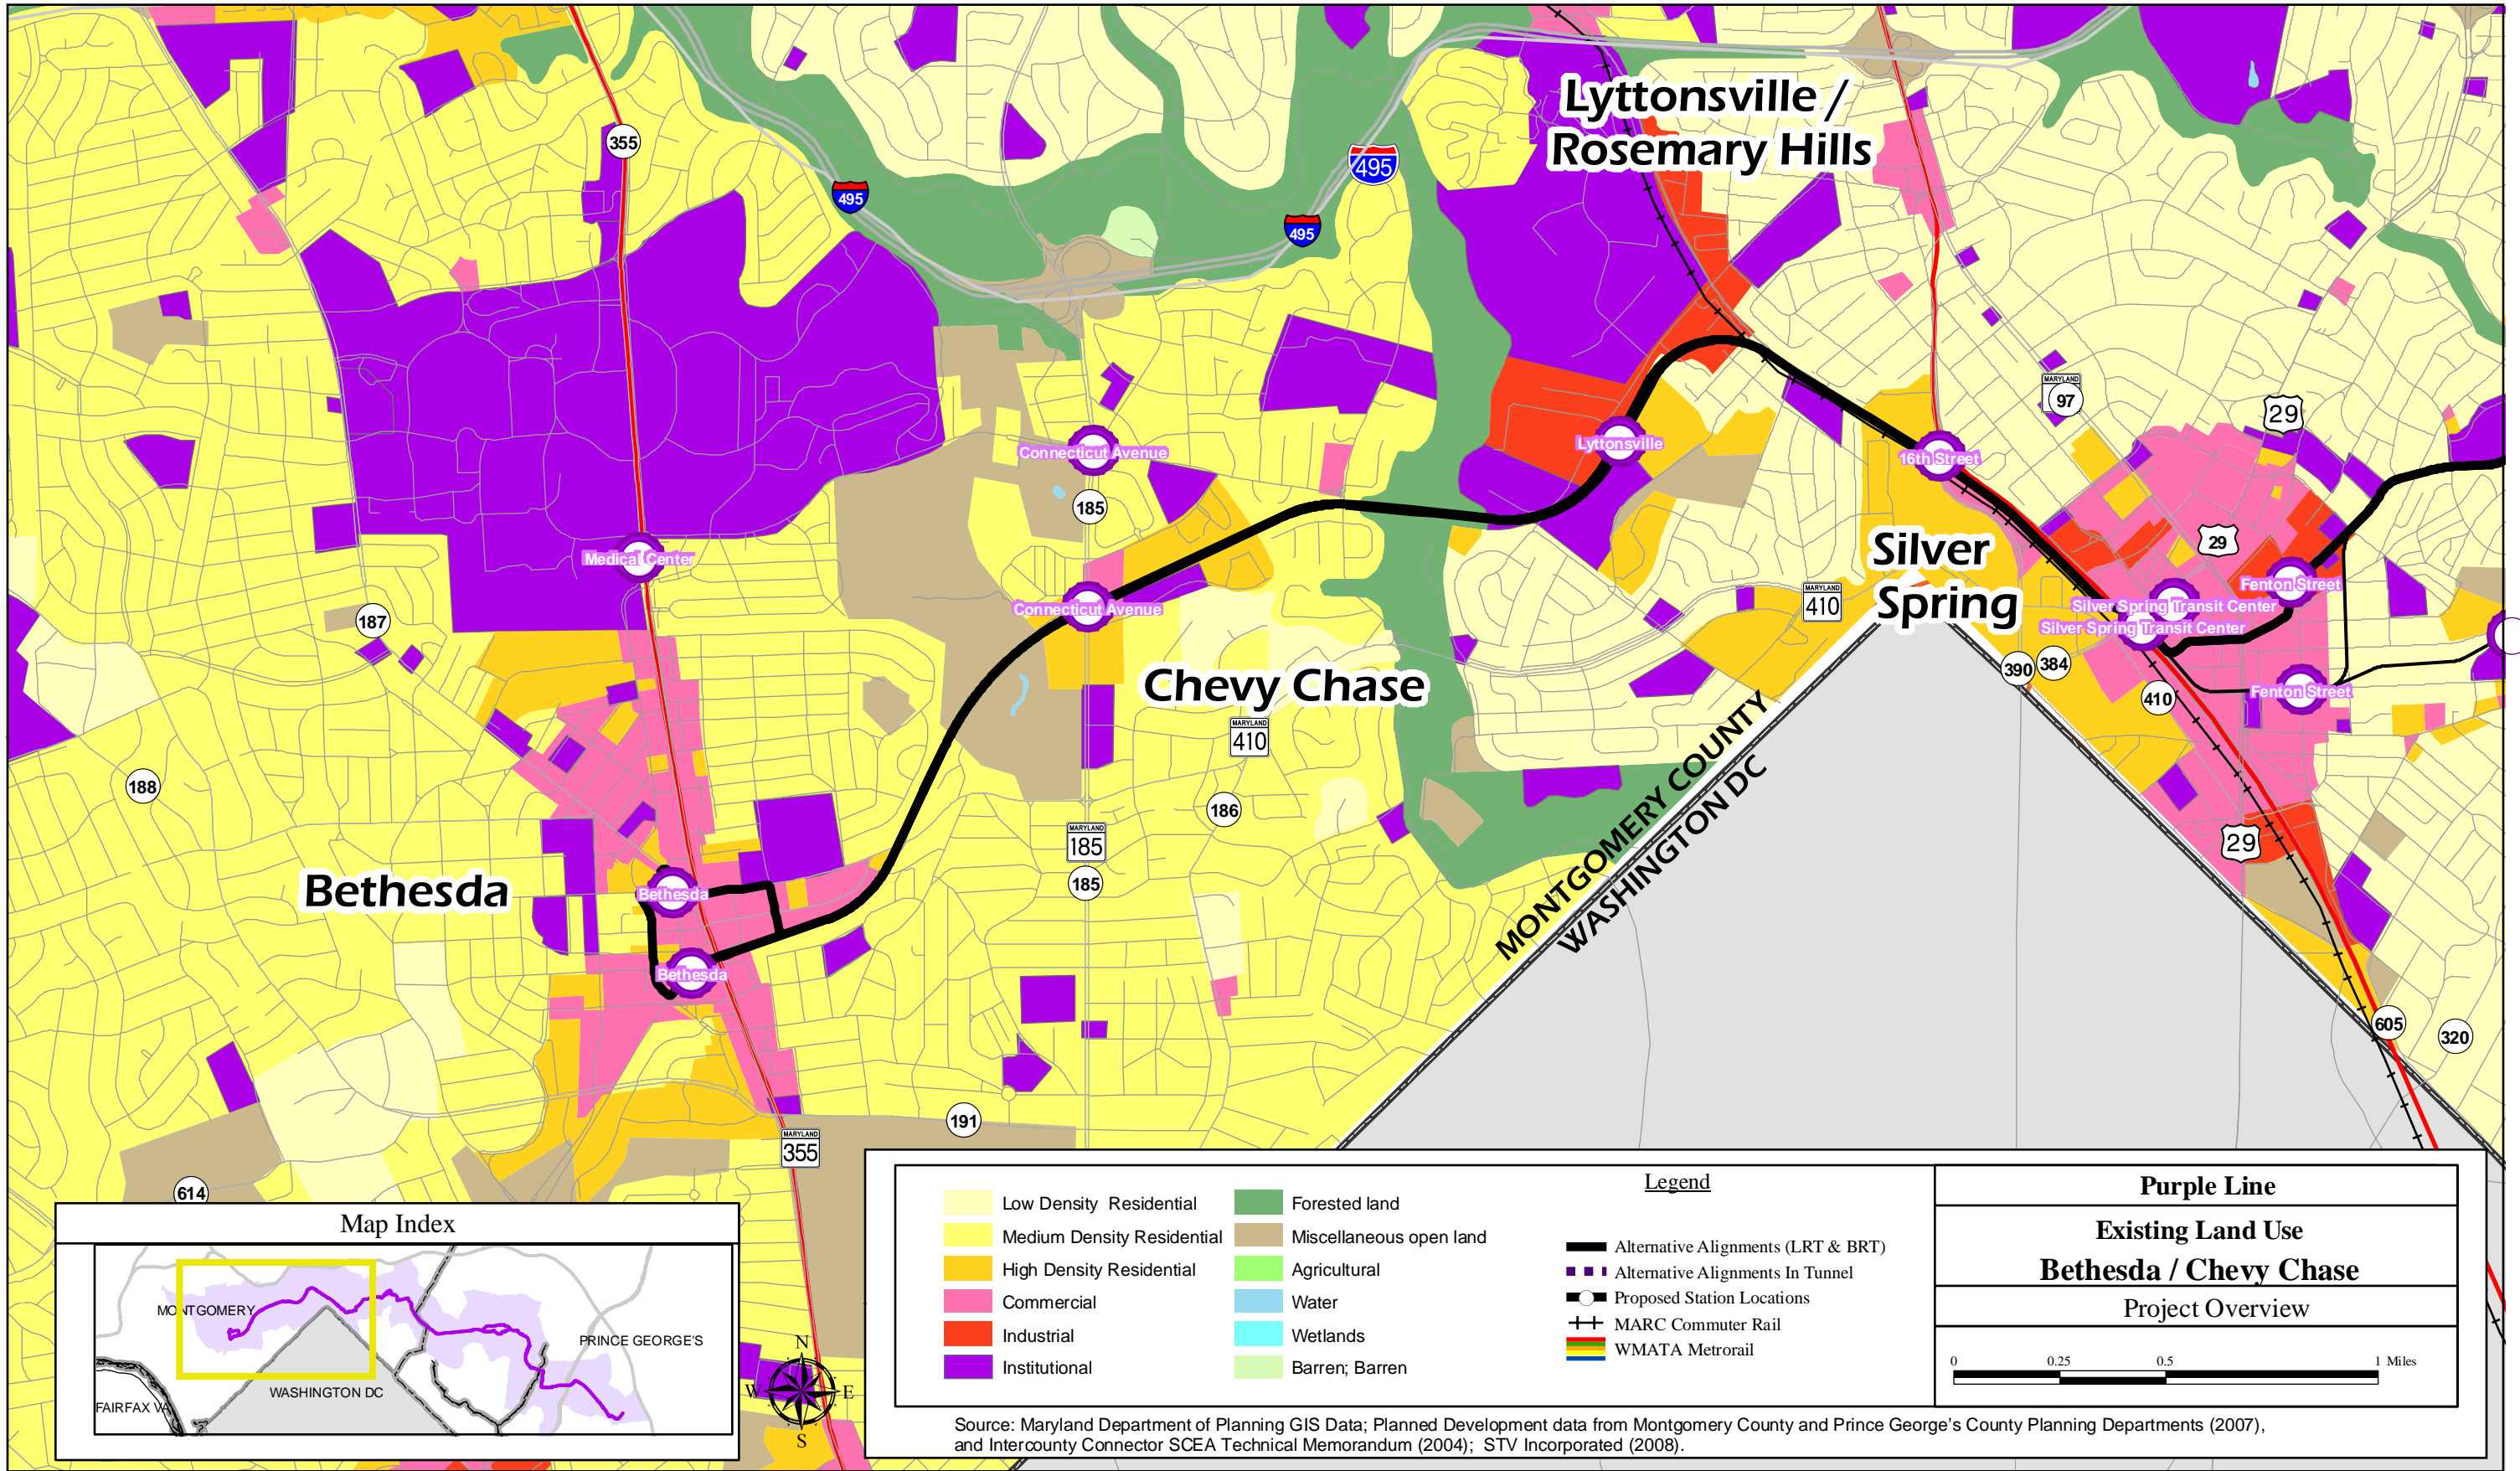 355
495
495
495
Lyttonsville /
Rosemary Hills
MARYLAND
97
29
Connecticut Avenue
Lyttonsville
16th Street
185
29
Medical Center
Silver
Spring
Fenton Street
Connecticut Avenue
MARYLAND
410
Silver Spring Transit Center
Silver Spring Transit Center
187
390
384
Chevy Chase
410
Fenton Street
MARYLAND
410
MONTGOMERY COUNTY
WASHINGTON DC
188
186
MARYLAND
185
29
185
Bethesda
Bethesda
Bethesda
605
320
191
MARYLAND
355
614
Map Index
MONTGOMERY
PRINCE GEORGE'S
WASHINGTON DC
FAIRFAX VA
N
W
E
S
Legend
Low Density Residential
Medium Density Residential
High Density Residential
Commercial
Industrial
Institutional
Forested land
Miscellaneous open land
Agricultural
Water
Wetlands
Barren; Barren
Alternative Alignments (LRT & BRT)
Alternative Alignments In Tunnel
Proposed Station Locations
MARC Commuter Rail
WMATA Metrorail
Purple Line
Existing Land Use
Bethesda / Chevy Chase
Project Overview
0 0.25 0.5 1 Miles
Source: Maryland Department of Planning GIS Data; Planned Development data from Montgomery County and Prince George's County Planning Departments (2007),
and Intercounty Connector SCEA Technical Memorandum (2004); STV Incorporated (2008).